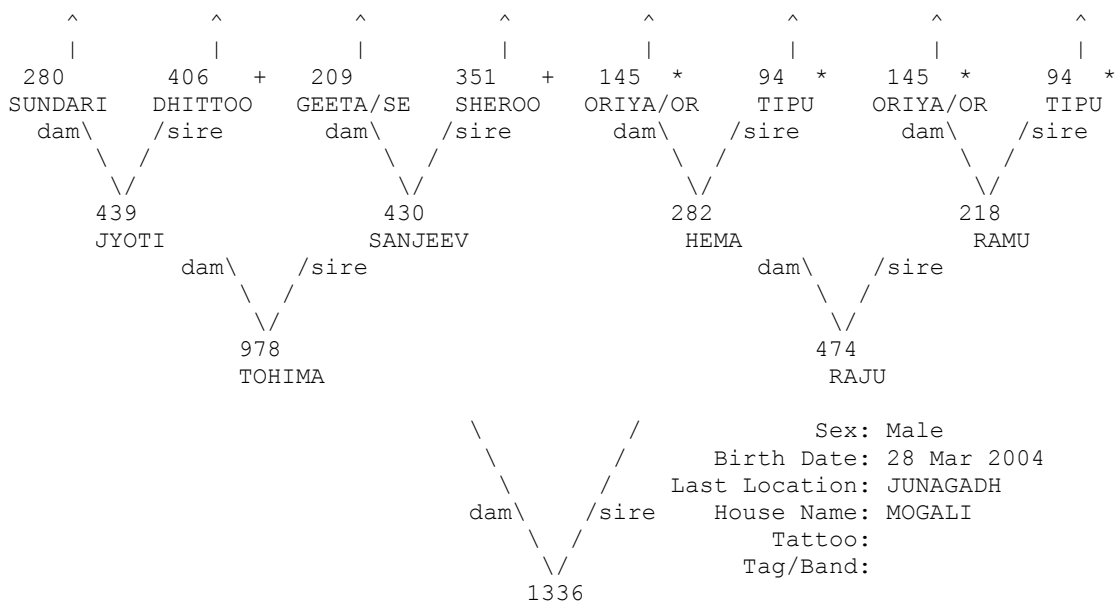 ^ ^ ^ ^ ^ ^ ^ ^
| | | | | | | |
280 406 + 209 351 + 145 * 94 * 145 * 94 *
SUNDARI DHITTOO GEETA/SE SHEROO ORIYA/OR TIPU ORIYA/OR TIPU
dam\ /sire dam\ /sire dam\ /sire dam\ /sire
\ / \ / \ / \ /
\/ \/ \/ \/
439 430 282 218
JYOTI SANJEEV HEMA RAMU
dam\ /sire dam\ /sire
\ / \ /
\/ \/
978 474
TOHIMA RAJU
\ / Sex: Male
\ / Birth Date: 28 Mar 2004
\ / Last Location: JUNAGADH
dam\ /sire House Name: MOGALI
\ / Tattoo:
\/ Tag/Band:
1336